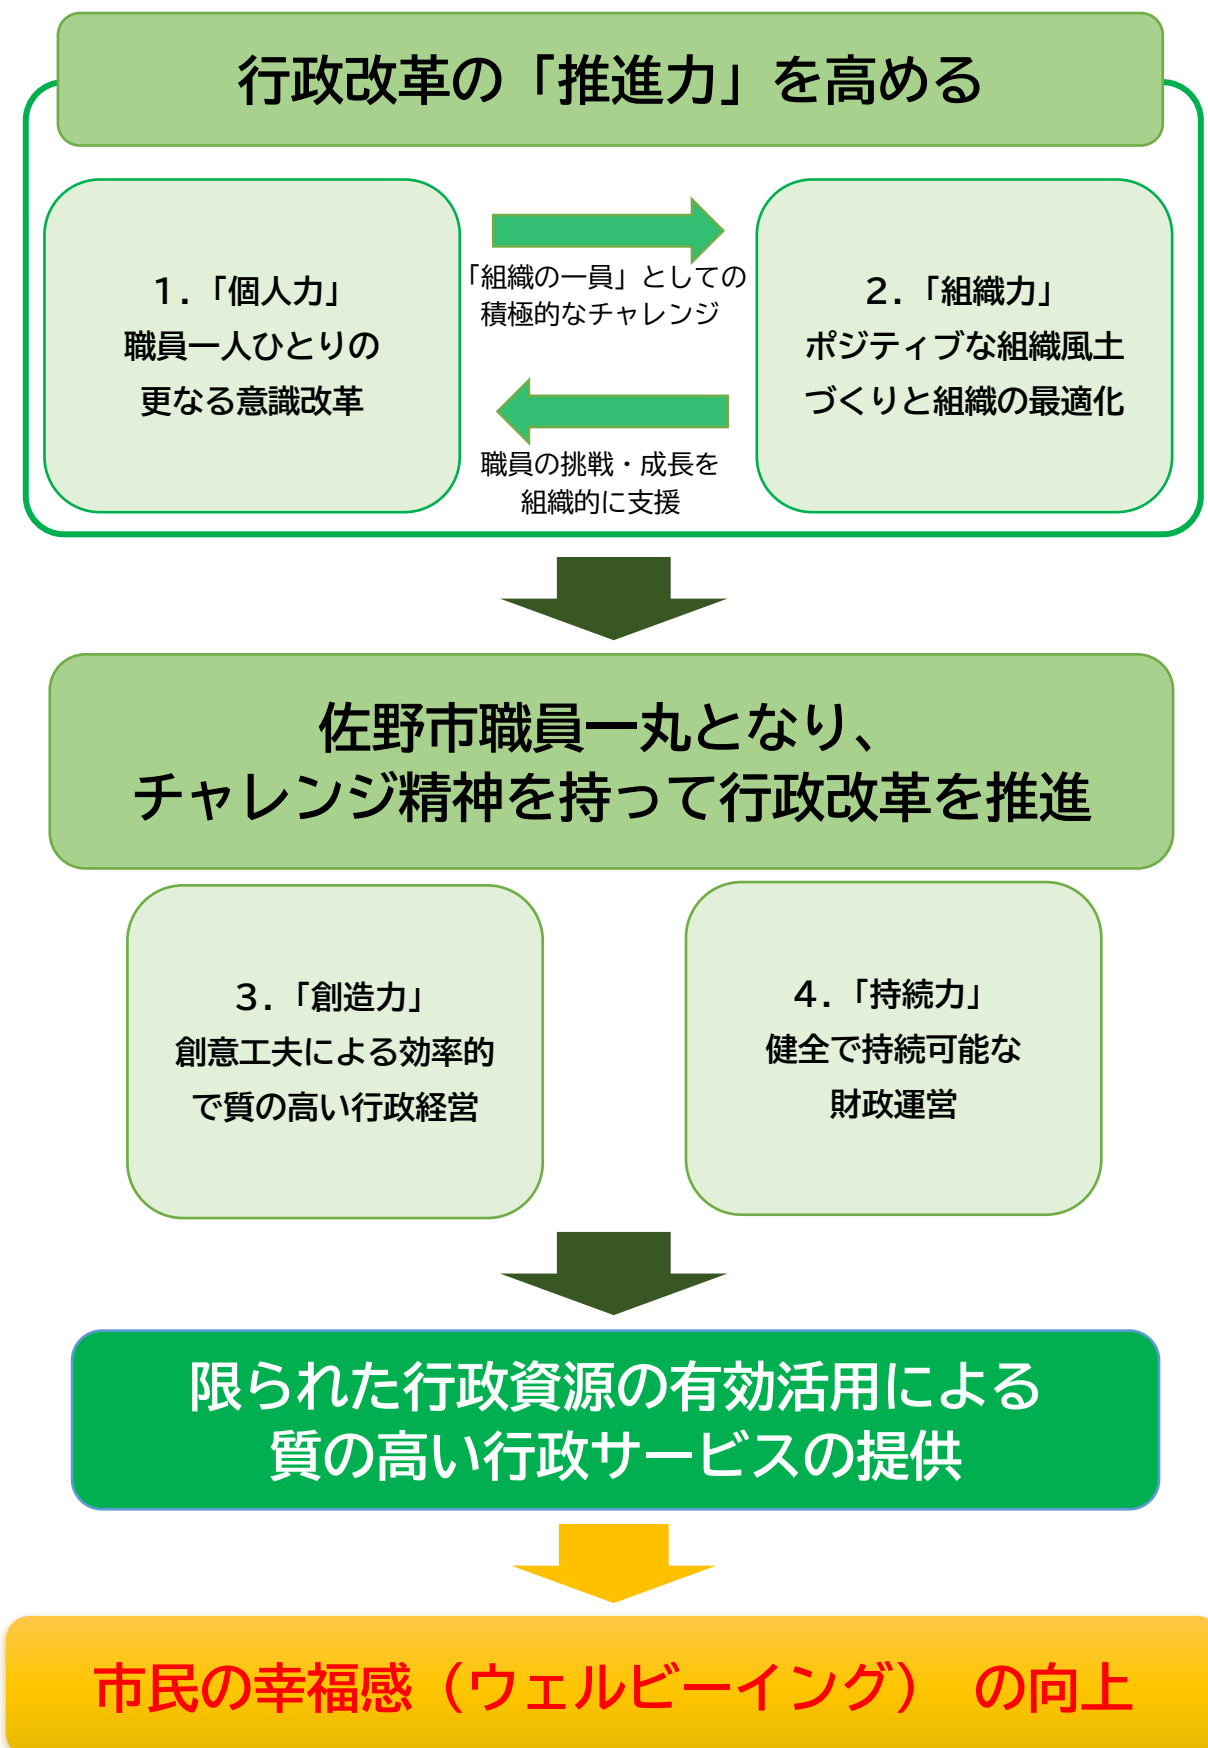 行政改革の「推進力」を高める
1．「個人力」
職員一人ひとりの
更なる意識改革
「組織の一員」としての
積極的なチャレンジ
職員の挑戦・成長を
組織的に支援
2．「組織力」
ポジティブな組織風土
づくりと組織の最適化
佐野市職員一丸となり、
チャレンジ精神を持って行政改革を推進
3．「創造力」
創意工夫による効率的
で質の高い行政経営
4．「持続力」
健全で持続可能な
財政運営
限られた行政資源の有効活用による
質の高い行政サービスの提供
市民の幸福感（ウェルビーイング）　の向上